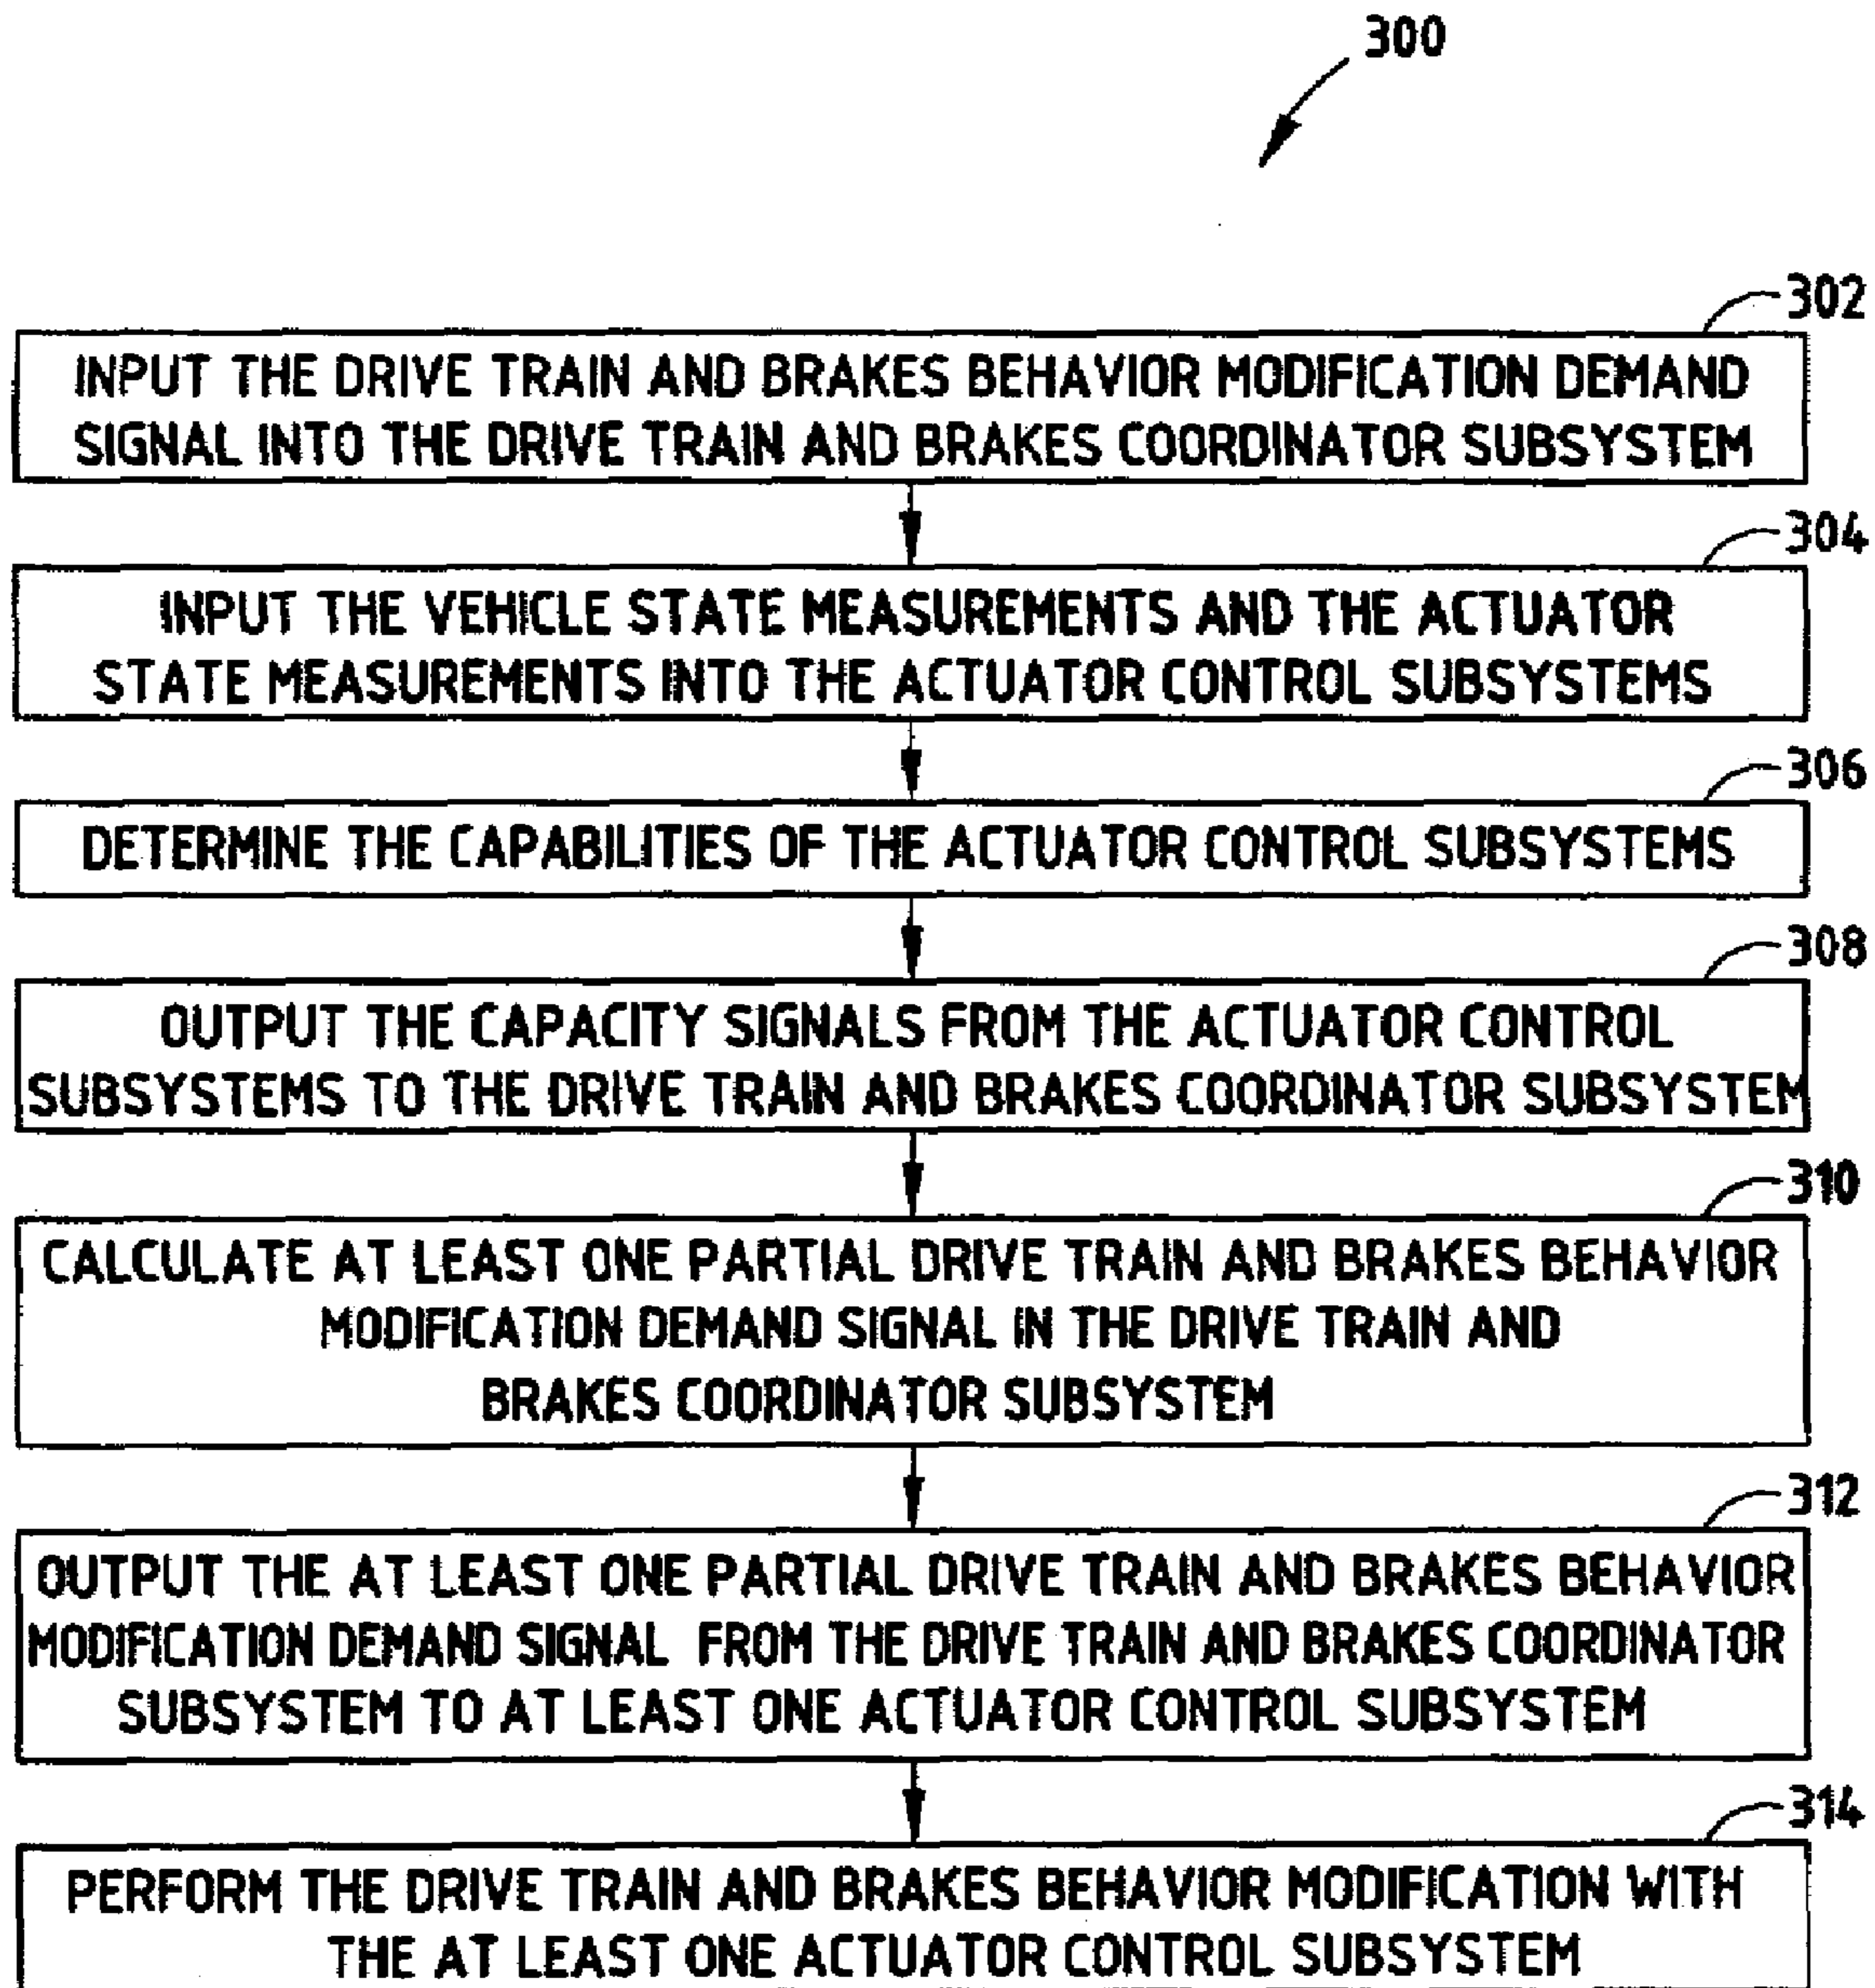 300
302
INPUT THE DRIVE TRAIN AND BRAKES BEHAVIOR MODIFICATION DEMAND
SIGNAL INTO THE DRIVE TRAIN AND BRAKES COORDINATOR SUBSYSTEM
304
INPUT THE VEHICLE STATE MEASUREMENTS AND THE ACTUATOR
STATE MEASUREMENTS INTO THE ACTUATOR CONTROL SUBSYSTEMS
306
DETERMINE THE CAPABILITIES OF THE ACTUATOR CONTROL SUBSYSTEMS
308
OUTPUT THE CAPACITY SIGNALS FROM THE ACTUATOR CONTROL
SUBSYSTEMS TO THE DRIVE TRAIN AND BRAKES COORDINATOR SUBSYSTEM
310
CALCULATE AT LEAST ONE PARTIAL DRIVE TRAIN AND BRAKES BEHAVIOR
MODIFICATION DEMAND SIGNAL IN THE DRIVE TRAIN AND
BRAKES COORDINATOR SUBSYSTEM
312
OUTPUT THE AT LEAST ONE PARTIAL DRIVE TRAIN AND BRAKES BEHAVIOR
MODIFICATION DEMAND SIGNAL FROM THE DRIVE TRAIN AND BRAKES COORDINATOR
SUBSYSTEM TO AT LEAST ONE ACTUATOR CONTROL SUBSYSTEM
314
PERFORM THE DRIVE TRAIN AND BRAKES BEHAVIOR MODIFICATION WITH
THE AT LEAST ONE ACTUATOR CONTROL SUBSYSTEM